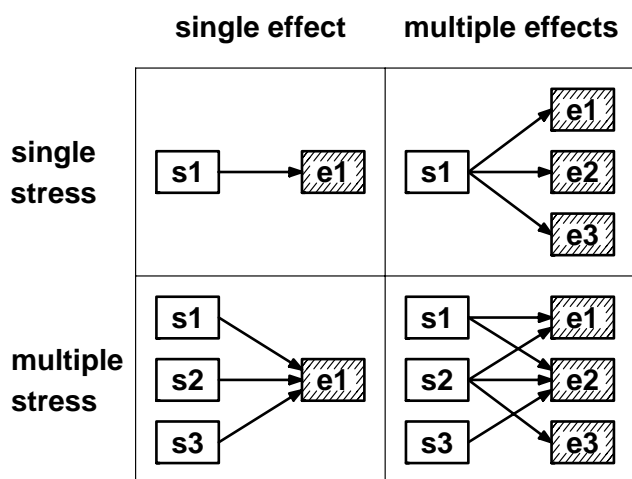 single effect
multiple effects
single
stress
s1
e1
s1
e1
e2
e3
multiple
stress
s1
s2
s3
e1
s1
s2
s3
e1
e2
e3